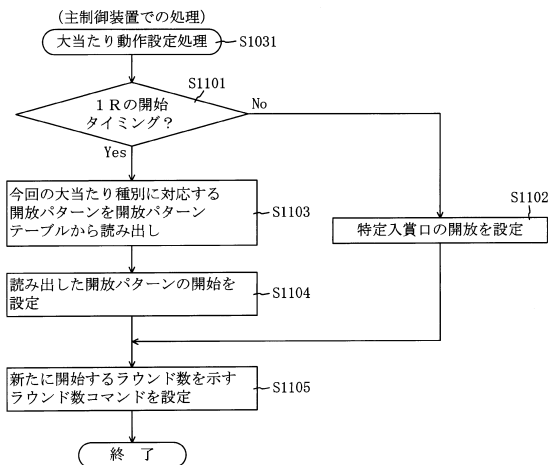 (主制御装置での処理)
大当たり動作設定処理
S1031
S1101
1Rの開始
タイミング?
No
Yes
今回の大当たり種別に対応する
開放パターンを開放パターン
テーブルから読み出し
S1103
S1102
特定入賞口の開放を設定
読み出した開放パターンの開始を
設定
S1104
新たに開始するラウンド数を示す
ラウンド数コマンドを設定
S1105
終 了